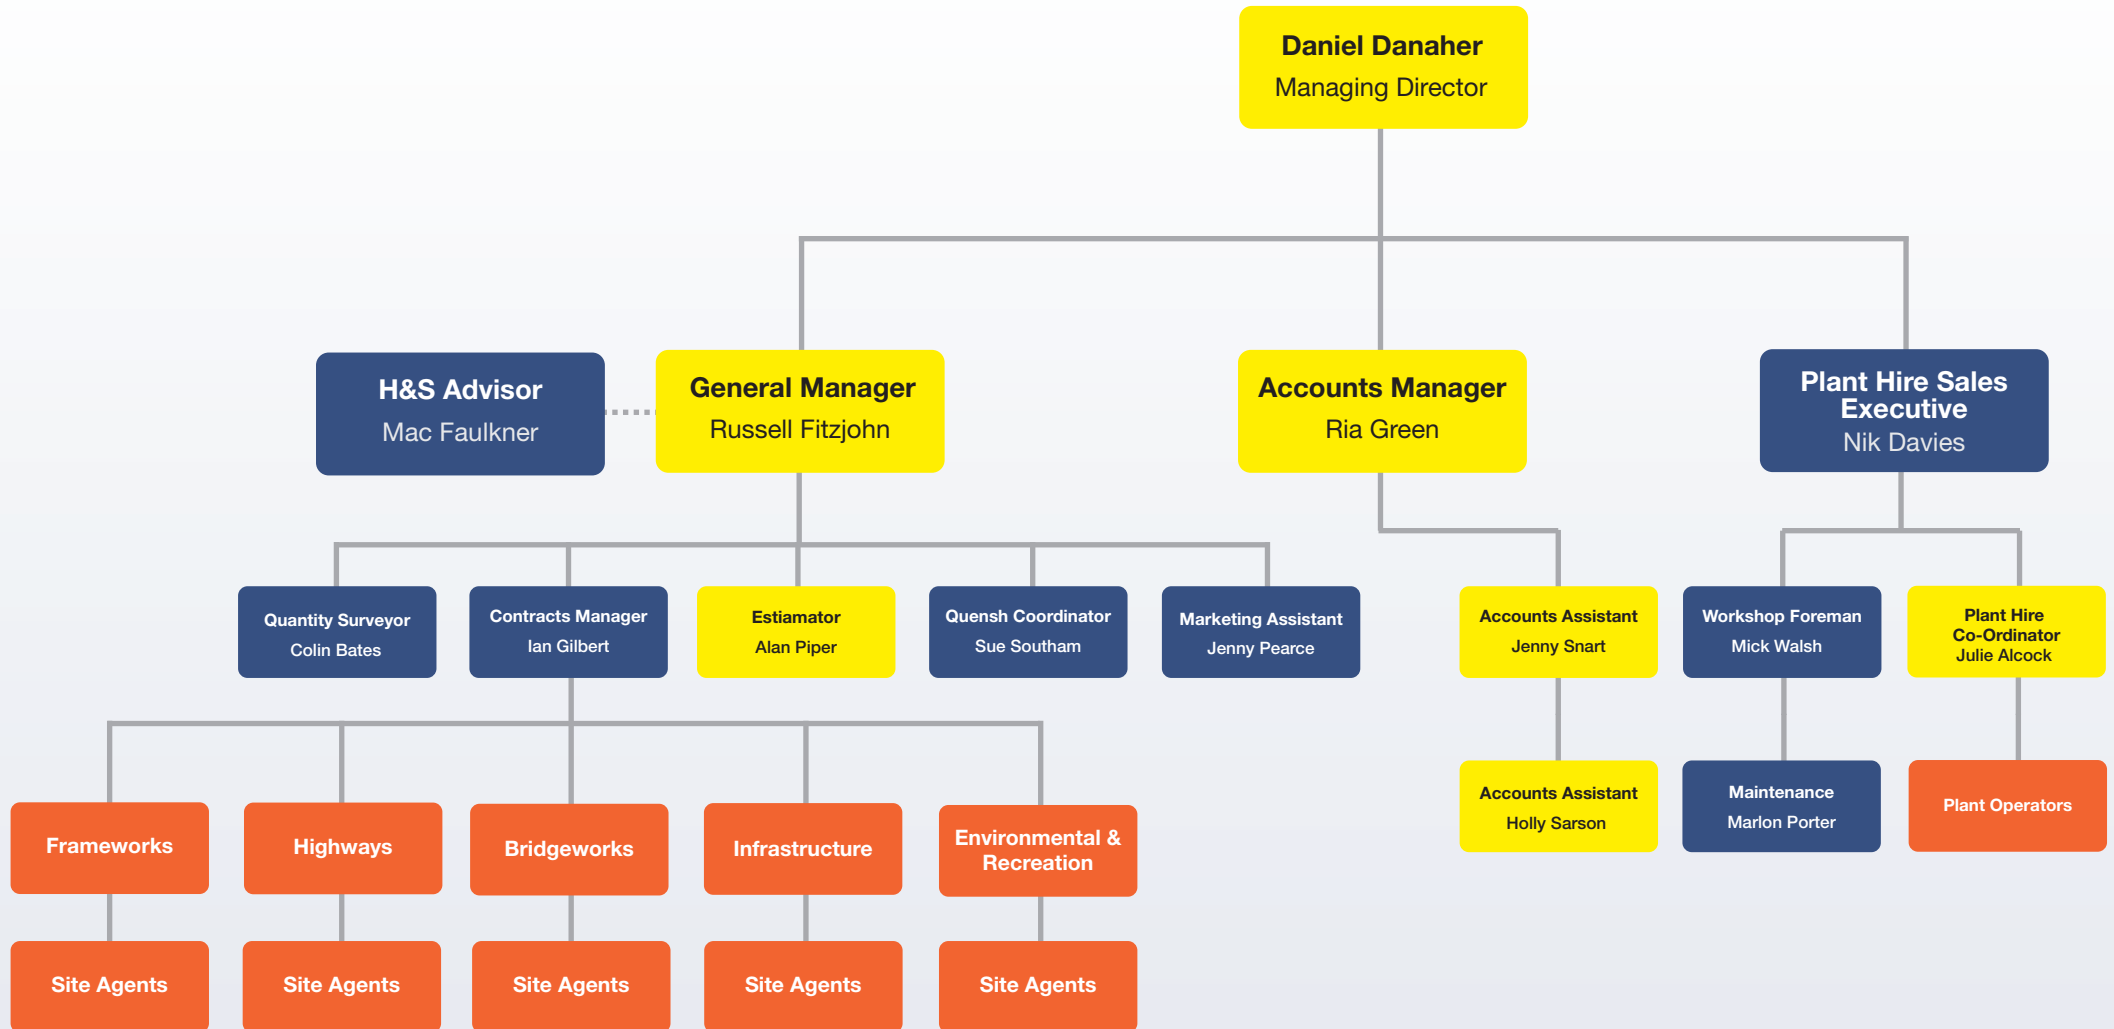 Daniel Danaher
Managing Director
H&S Advisor
Mac Faulkner
General Manager
Russell Fitzjohn
Accounts Manager
Ria Green
Plant Hire Sales
Executive
Nik Davies
Quantity Surveyor
Colin Bates
Contracts Manager
Ian Gilbert
Estiamator
Alan Piper
Quensh Coordinator
Sue Southam
Marketing Assistant
Jenny Pearce
Accounts Assistant
Jenny Snart
Workshop Foreman
Mick Walsh
Plant Hire
Co-Ordinator
Julie Alcock
Frameworks
Highways
Bridgeworks
Infrastructure
Environmental &
Recreation
Accounts Assistant
Holly Sarson
Maintenance
Marlon Porter
Plant Operators
Site Agents
Site Agents
Site Agents
Site Agents
Site Agents